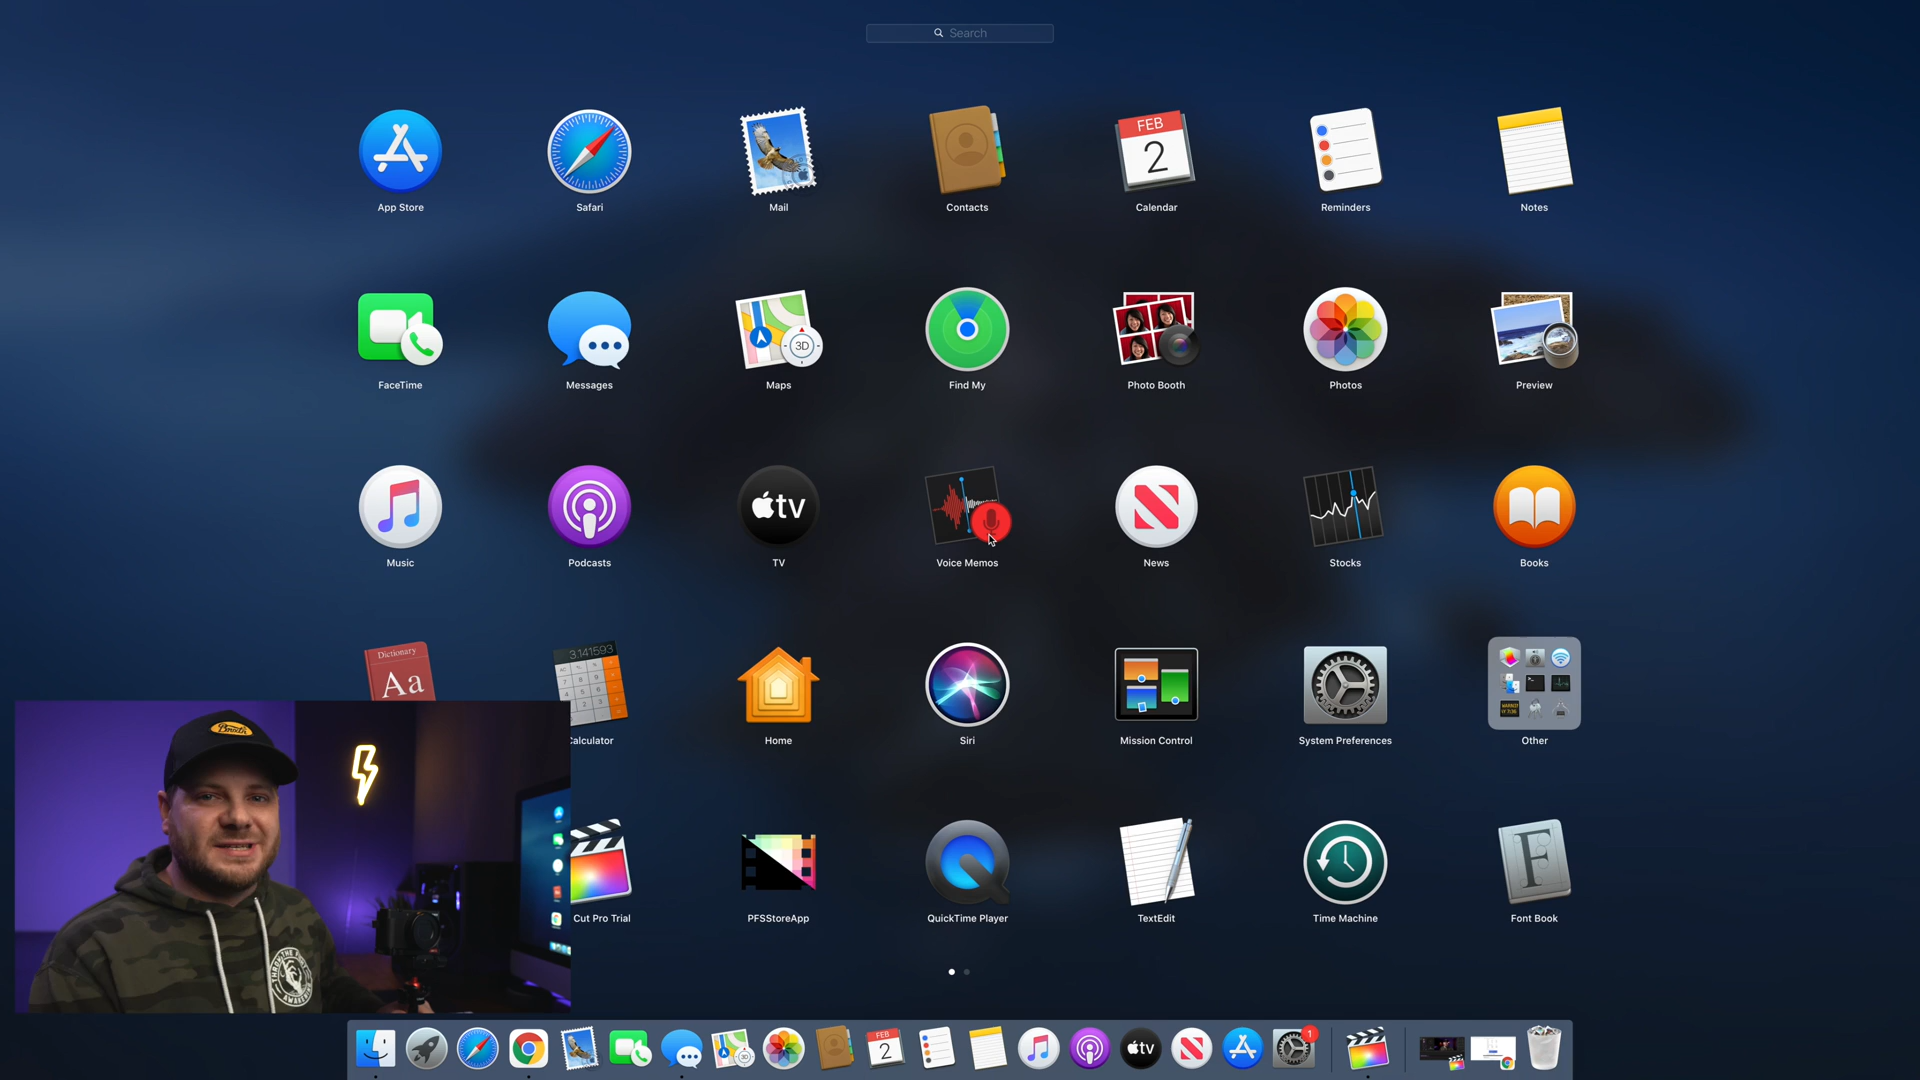 Search
App Store
Safari
Mail
FEB
2
Contacts
Calendar
Reminders
Notes
FaceTime
Messages
3D
Maps
Find My
Photo Booth
Photos
Preview
Music
Podcasts
tv
TV
Voice Memos
News
Stocks
Books
Dictionary
Aa
3.141593
Calculator
Home
Siri
Mission Control
System Preferences
Other
Cut Pro Trial
PFSStoreApp
QuickTime Player
TextEdit
Time Machine
F
Font Book
FEB
2
tv
1